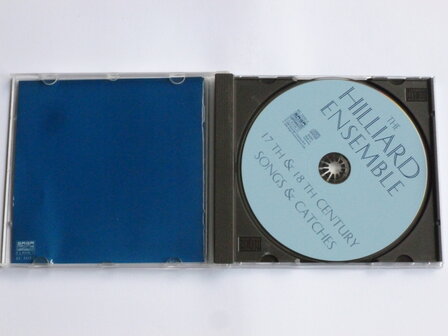 THE
HILLIARD
ENSEMBLE
17 TH & 18 TH CENTURY
SONGS & CATCHES